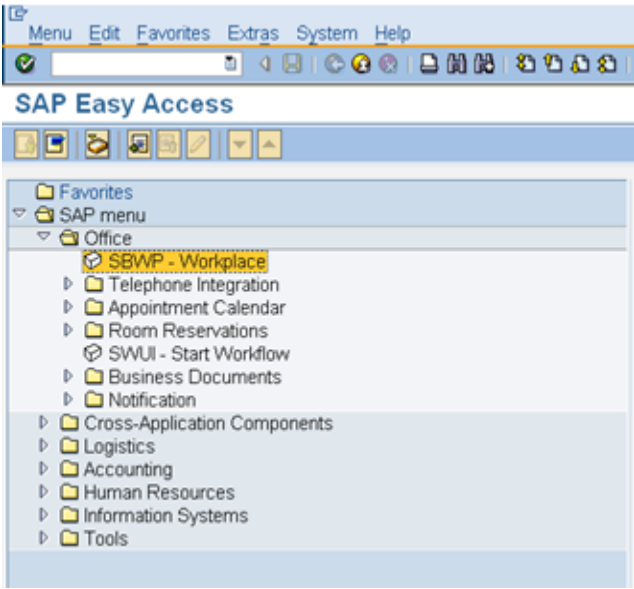 Menu Edit Favorites Extras System Help
SAP Easy Access
Favorites
SAP menu
Office
SBWP - Workplace
Telephone Integration
Appointment Calendar
Room Reservations
SWUI - Start Workflow
Business Documents
Notification
Cross-Application Components
Logistics
Accounting
Human Resources
Information Systems
Tools